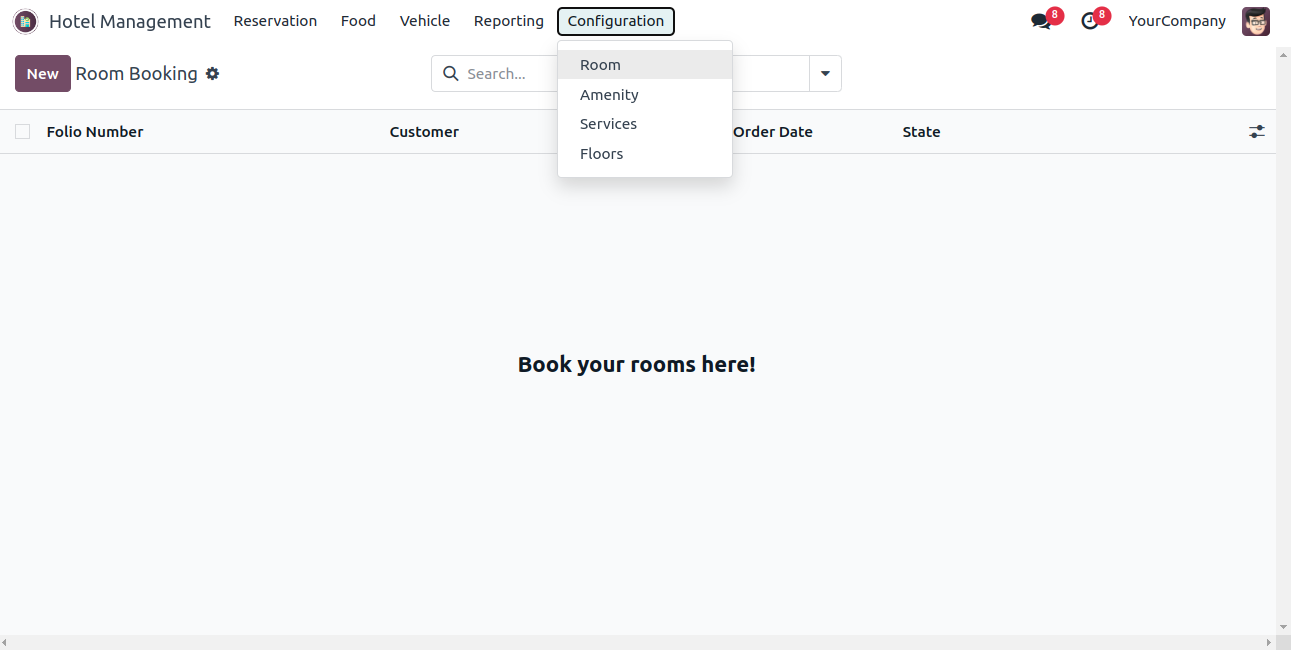 Hotel Management Reservation Food Vehicle Reporting Configuration 8 8 YourCompany
New Room Booking Search...
Room
Amenity
Services
Floors
Folio Number Customer Order Date State
Book your rooms here!